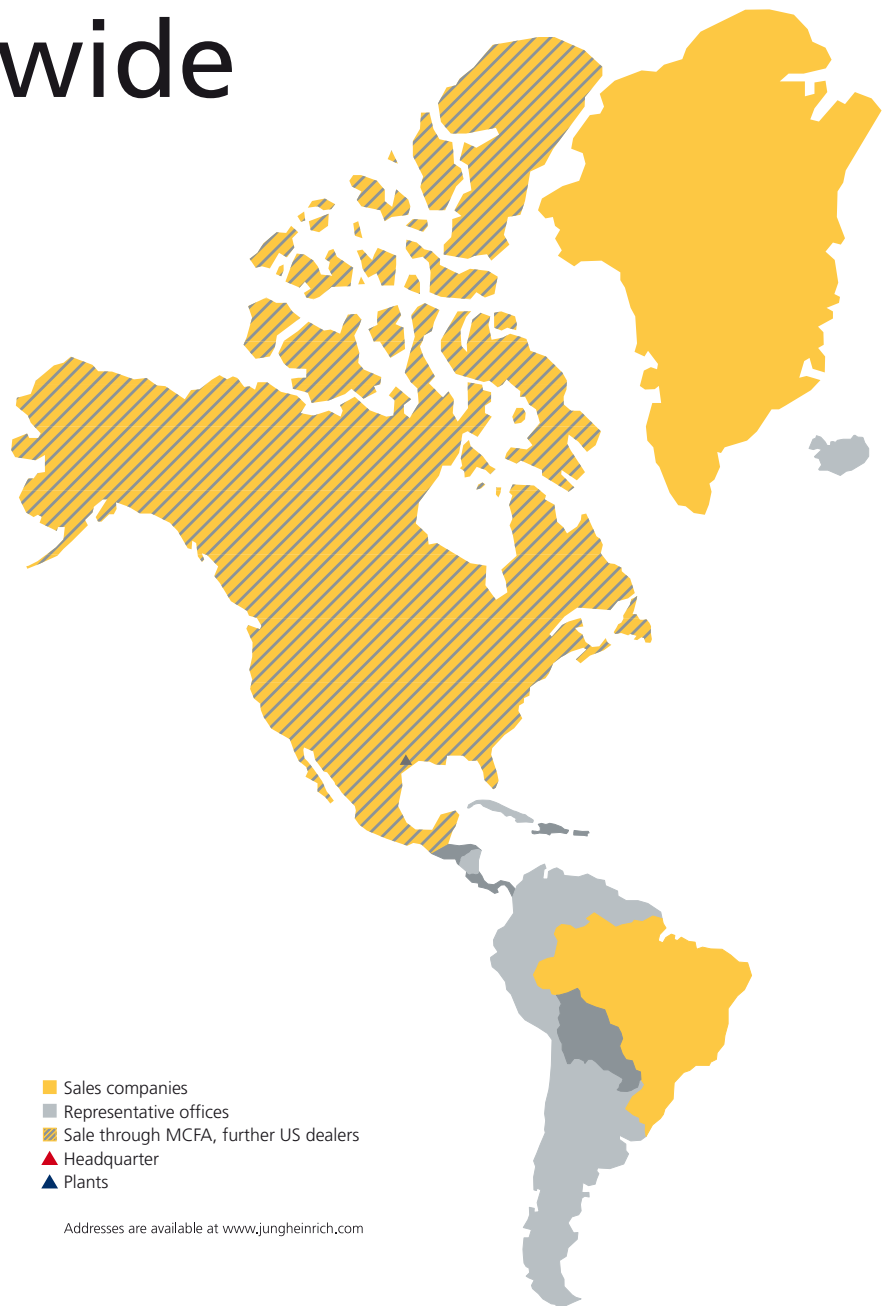 wide
Sales companies
Representative offices
Sale through MCFA, further US dealers
Headquarter
Plants
Addresses are available at www.jungheinrich.com